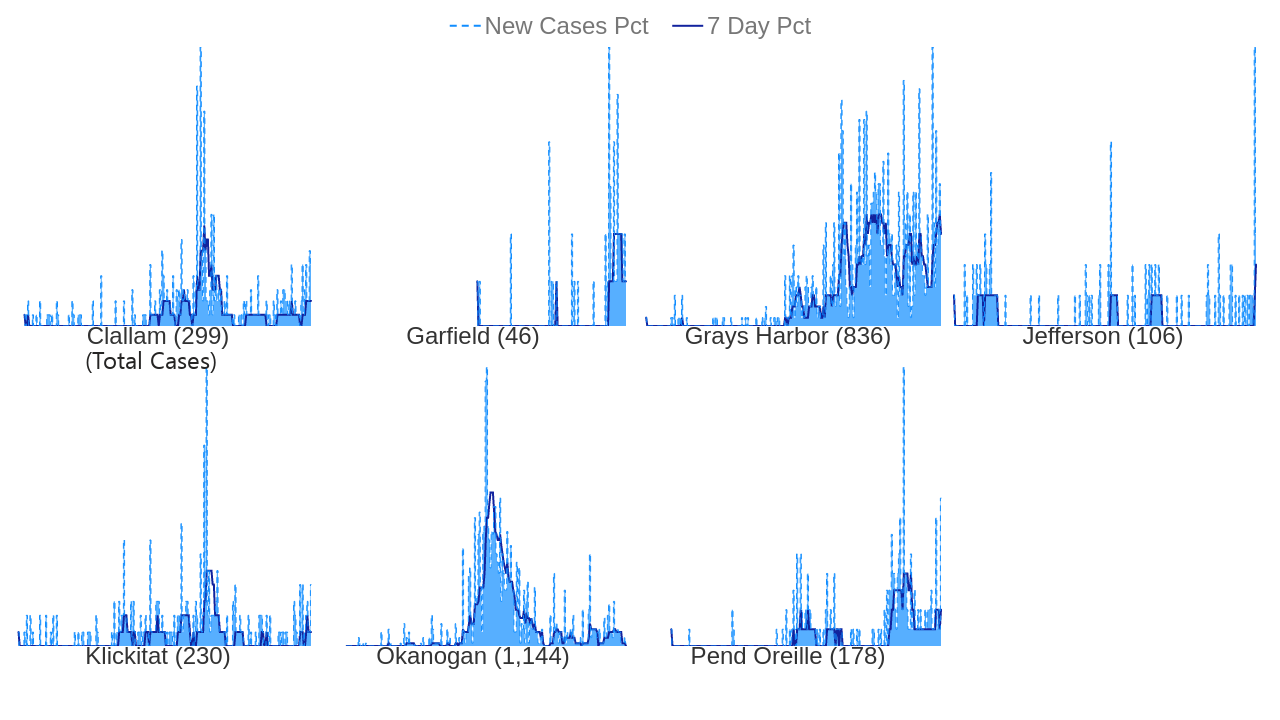 New Cases Pct 7 Day Pct
Clallam (299) Garfield (46) Grays Harbor (836) Jefferson (106)
(Total Cases)
Klickitat (230) Okanogan (1,144) Pend Oreille (178)